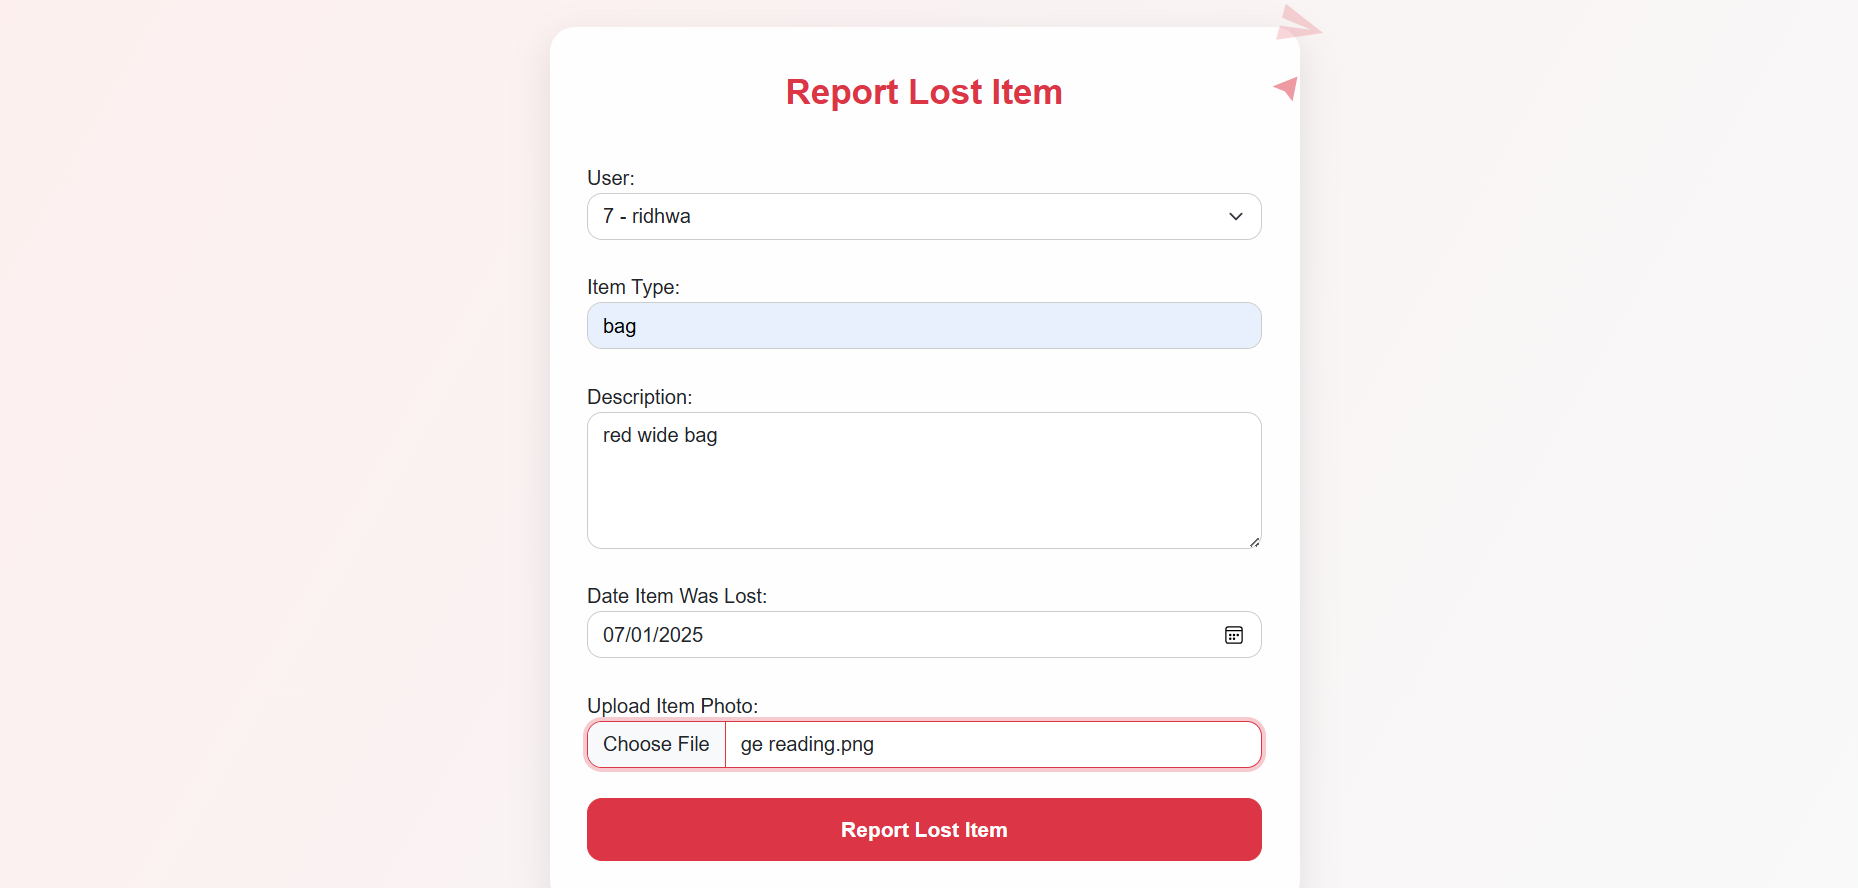 Report Lost Item
User:
7 - ridhwa
Item Type:
bag
Description:
red wide bag
Date Item Was Lost:
07/01/2025
Upload Item Photo:
Choose File ge reading.png
Report Lost Item